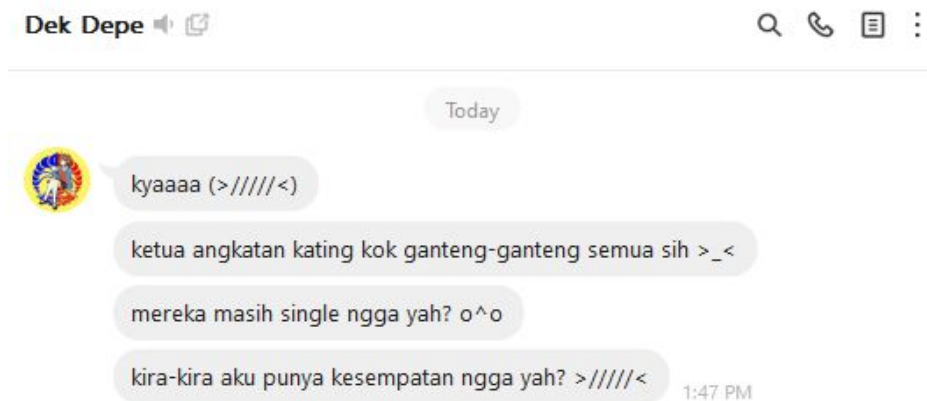 Dek Depe
Today
kyaaaa (>/////<)
ketua angkatan kating kok ganteng-ganteng semua sih >_<
mereka masih single ngga yah? o^o
kira-kira aku punya kesempatan ngga yah? >/////<
1:47 PM